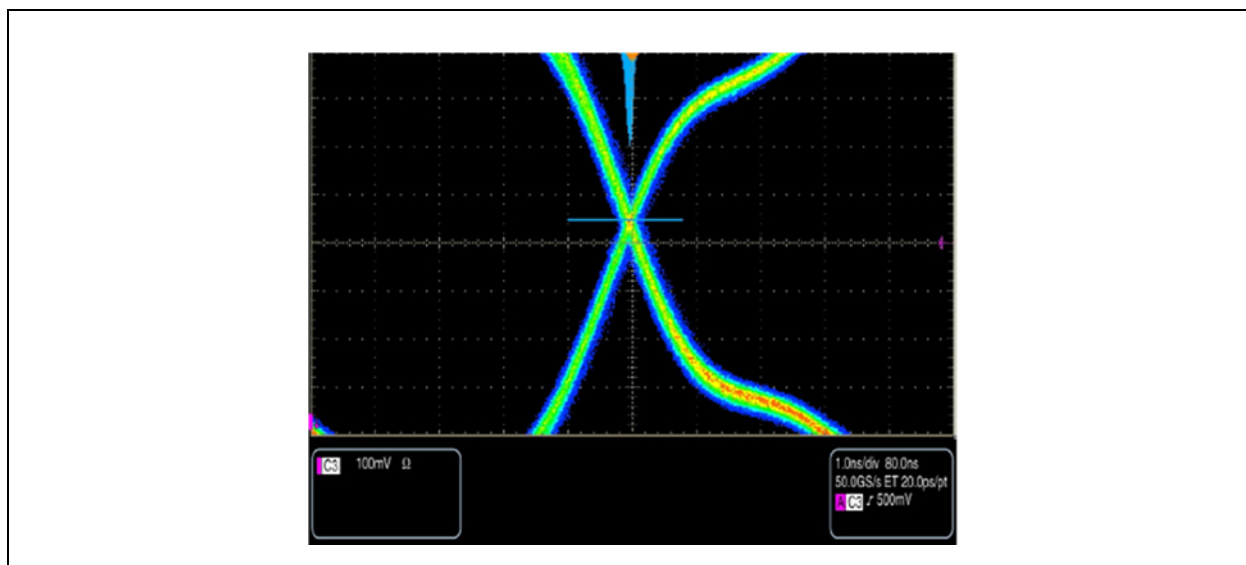 C3 100mV Ω
1.0ns/div 80.0ns
50.0GS/s ET 20.0ps/pt
A C3 ƒ 500mV